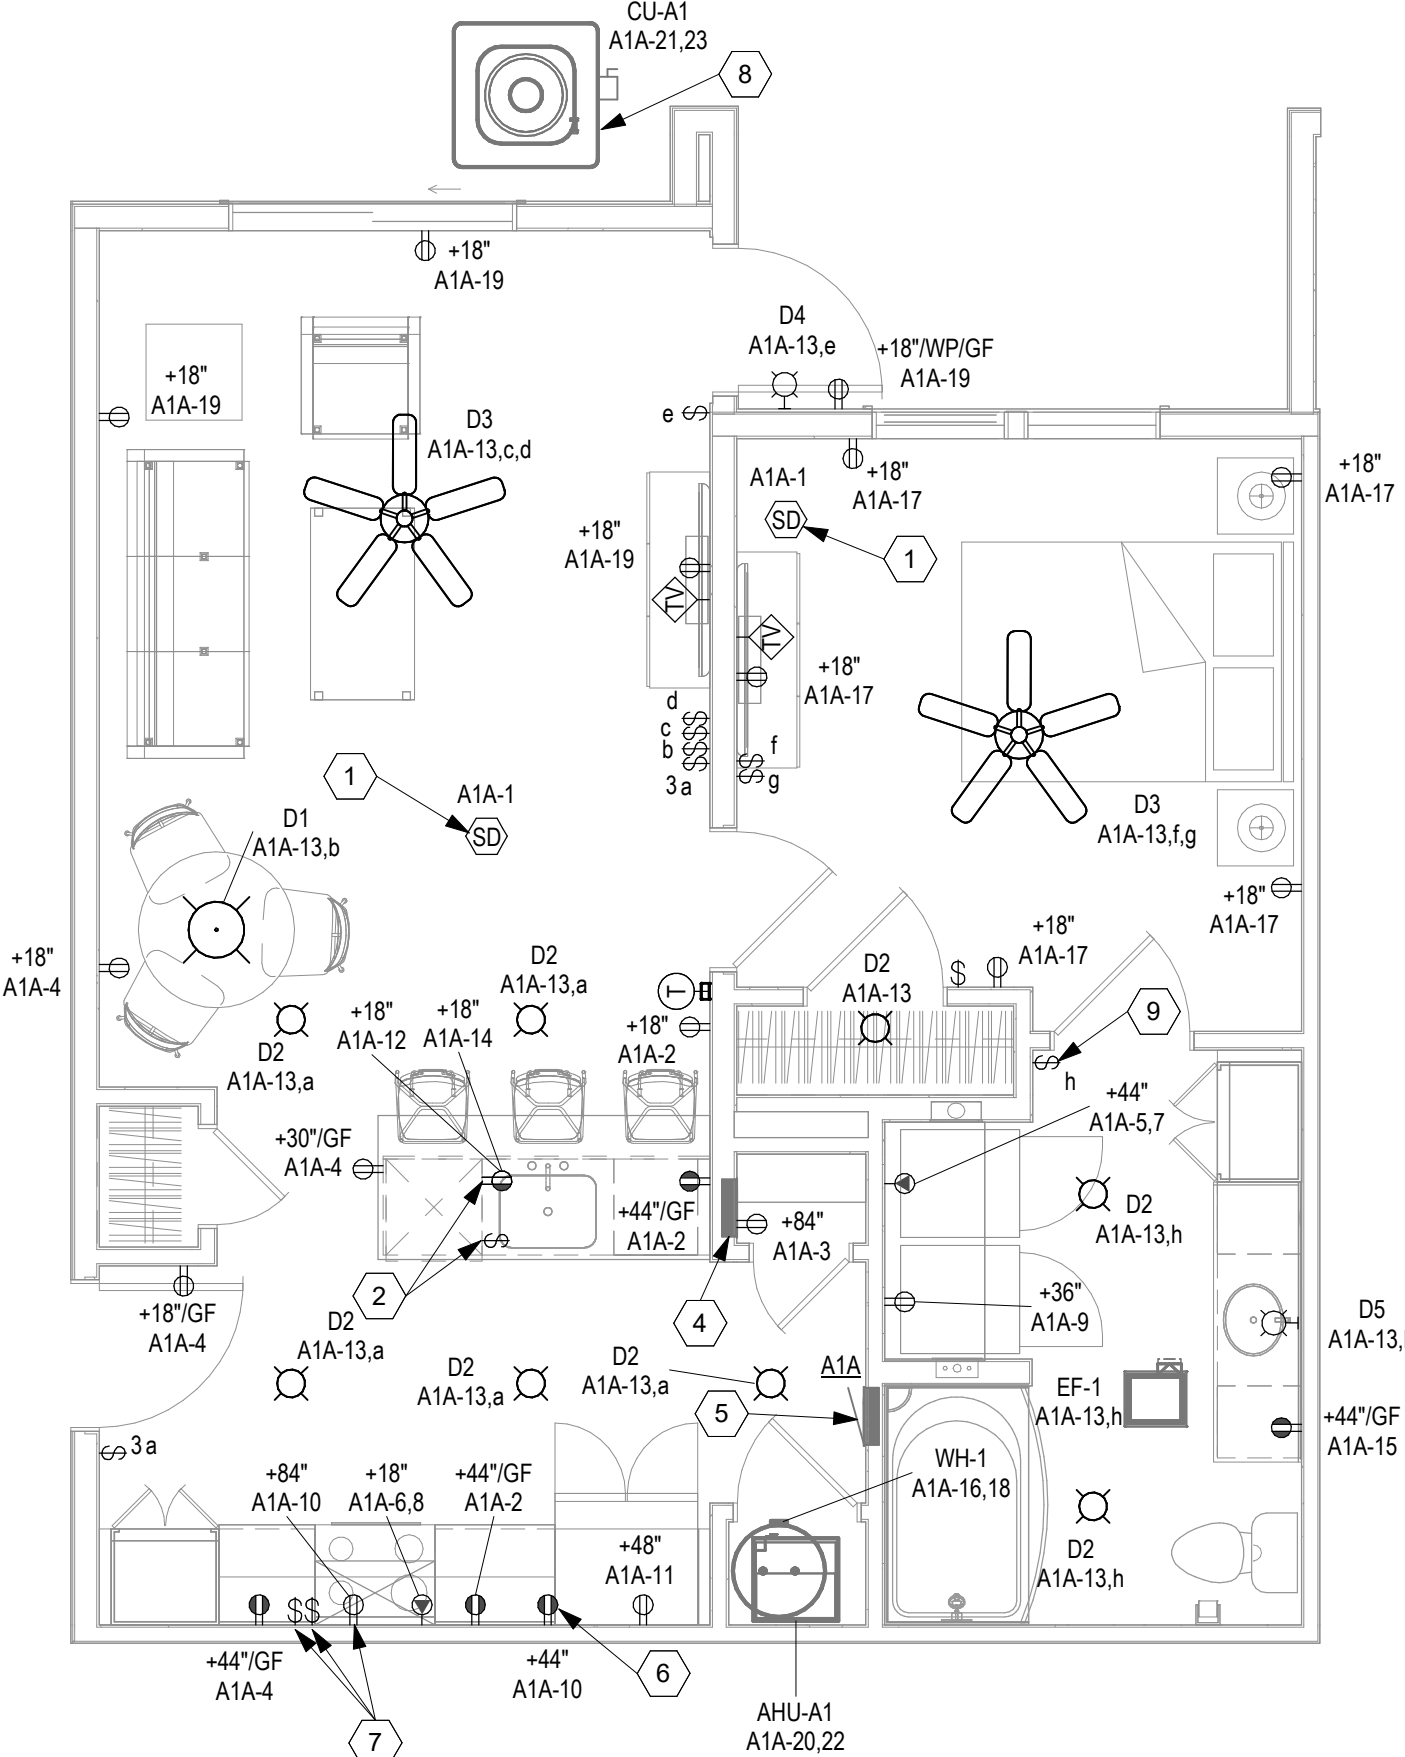 CU-A1
A1A-21,23
8
+18"
A1A-19
D4
A1A-13,e
+18"/WP/GF
A1A-19
+18"
A1A-19
D3
A1A-13,c,d
e
+18"
A1A-17
+18"
A1A-17
A1A-1
SD
1
+18"
A1A-19
TV
TV
+18"
A1A-17
d
c
b
3a
f
g
1
A1A-1
SD
D1
A1A-13,b
D3
A1A-13,f,g
+18"
A1A-17
+18"
A1A-4
D2
A1A-13,a
+18"
A1A-17
D2
A1A-13
$
T
+18"
A1A-12
+18"
A1A-14
+18"
A1A-2
D2
A1A-13,a
9
$
h
+44"
A1A-5,7
+30"/GF
A1A-4
+44"/GF
A1A-2
+84"
A1A-3
D2
A1A-13,h
2
4
+18"/GF
A1A-4
+36"
A1A-9
D2
A1A-13,a
D5
D2
A1A-13,a
D2
A1A-13,a
A1A
5
EF-1
A1A-13,h
+44"/GF
A1A-15
3a
+84"
A1A-10
+18"
A1A-6,8
+44"/GF
A1A-2
WH-1
A1A-16,18
+48"
A1A-11
D2
A1A-13,h
$$
+44"/GF
A1A-4
+44"
A1A-10
6
7
AHU-A1
A1A-20,22